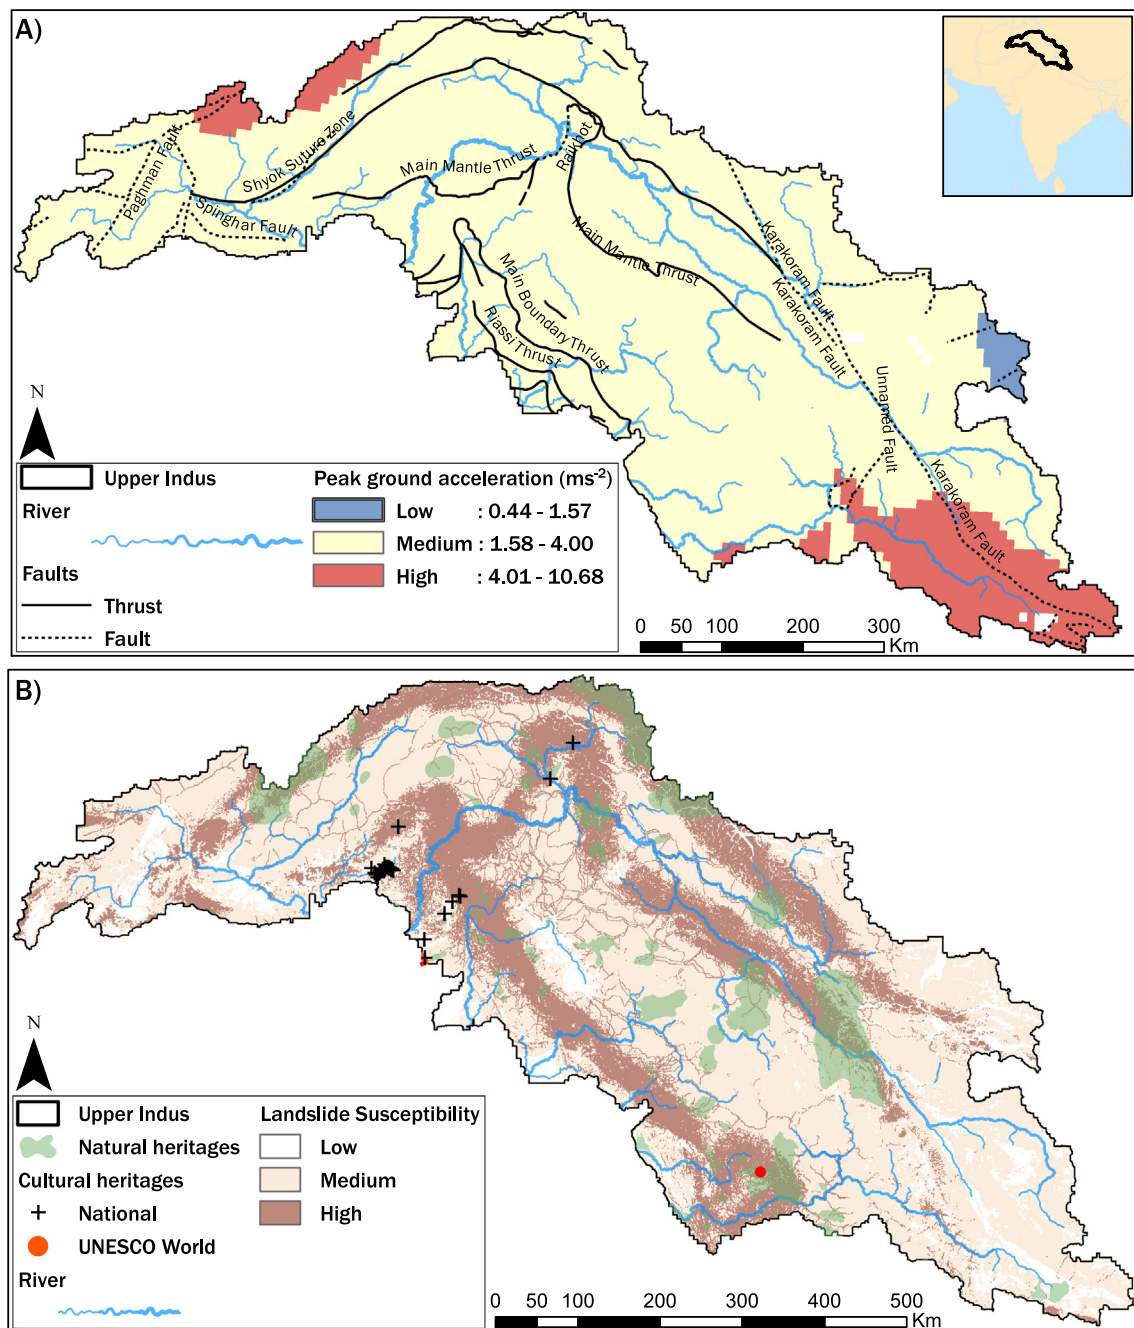 A)
Shyok Suture Zone
Paghman Fault
Spinghar Fault
Main Mantle Thrust
Raikhot
Main Mantle Thrust
Main Boundary Thrust
Riassi Thrust
Karakoram Fault
Karakoram Fault
Unnamed Fault
Karakoram Fault
N
Upper Indus
River
Faults
Thrust
Fault
Peak ground acceleration (ms-2)
Low : 0.44 - 1.57
Medium : 1.58 - 4.00
High : 4.01 - 10.68
0 50 100 200 300
Km
B)
N
Upper Indus
Natural heritages
Cultural heritages
National
UNESCO World
River
Landslide Susceptibility
Low
Medium
High
0 50 100 200 300 400 500
Km